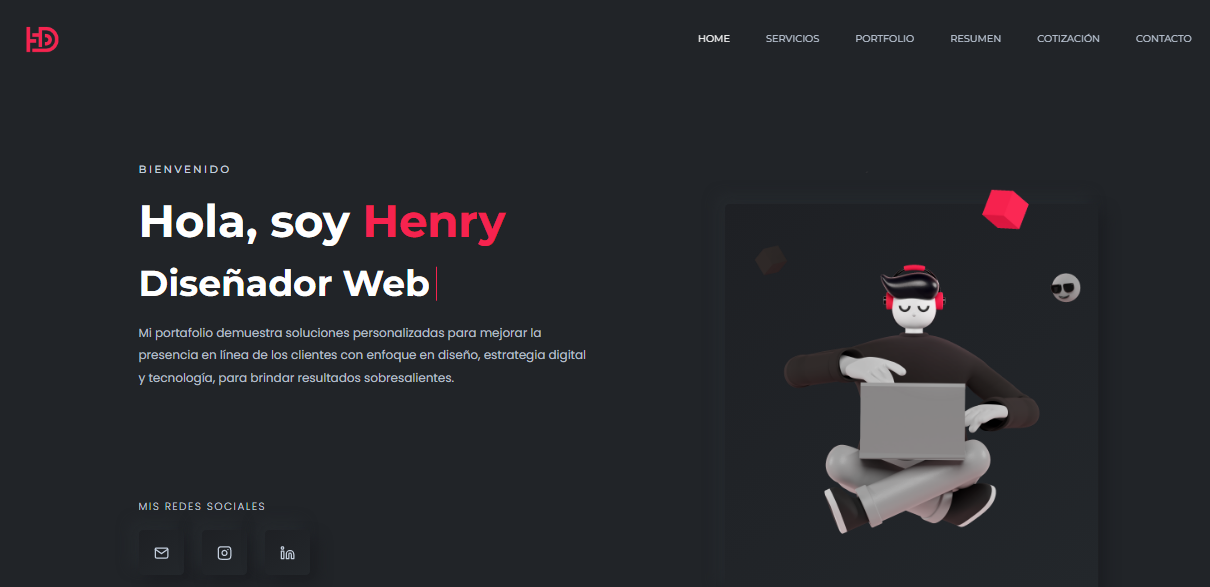 HOME SERVICIOS PORTFOLIO RESUMEN COTIZACIÓN CONTACTO
BIENVENIDO
Hola, soy Henry
Diseñador Web
Mi portafolio demuestra soluciones personalizadas para mejorar la
presencia en línea de los clientes con enfoque en diseño, estrategia digital
y tecnología, para brindar resultados sobresalientes.
MIS REDES SOCIALES
in